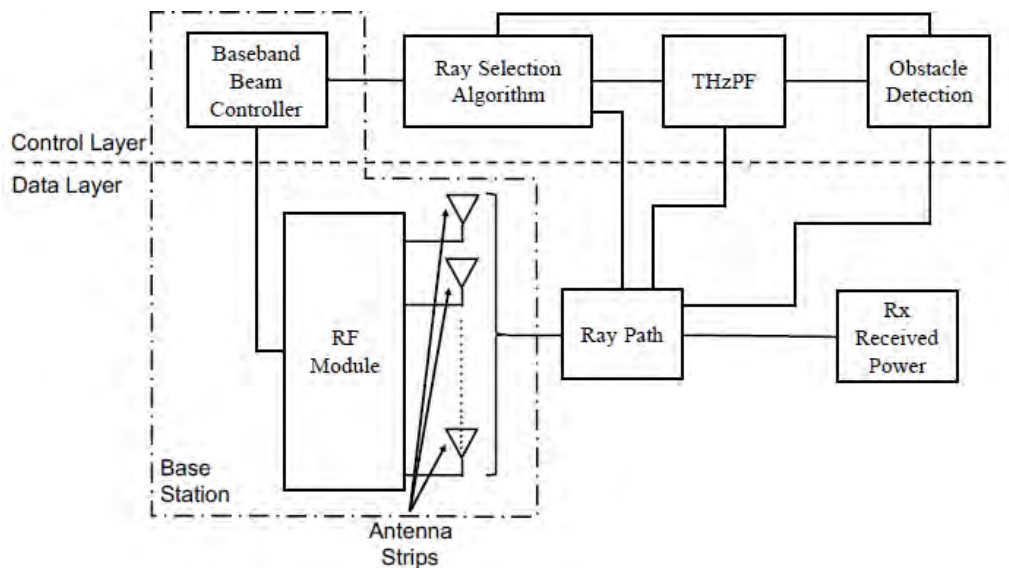 Baseband
Beam
Controller
Ray Selection
Algorithm
THzPF
Obstacle
Detection
Control Layer
Data Layer
RF
Module
Ray Path
Rx
Received
Power
Base
Station
Antenna
Strips